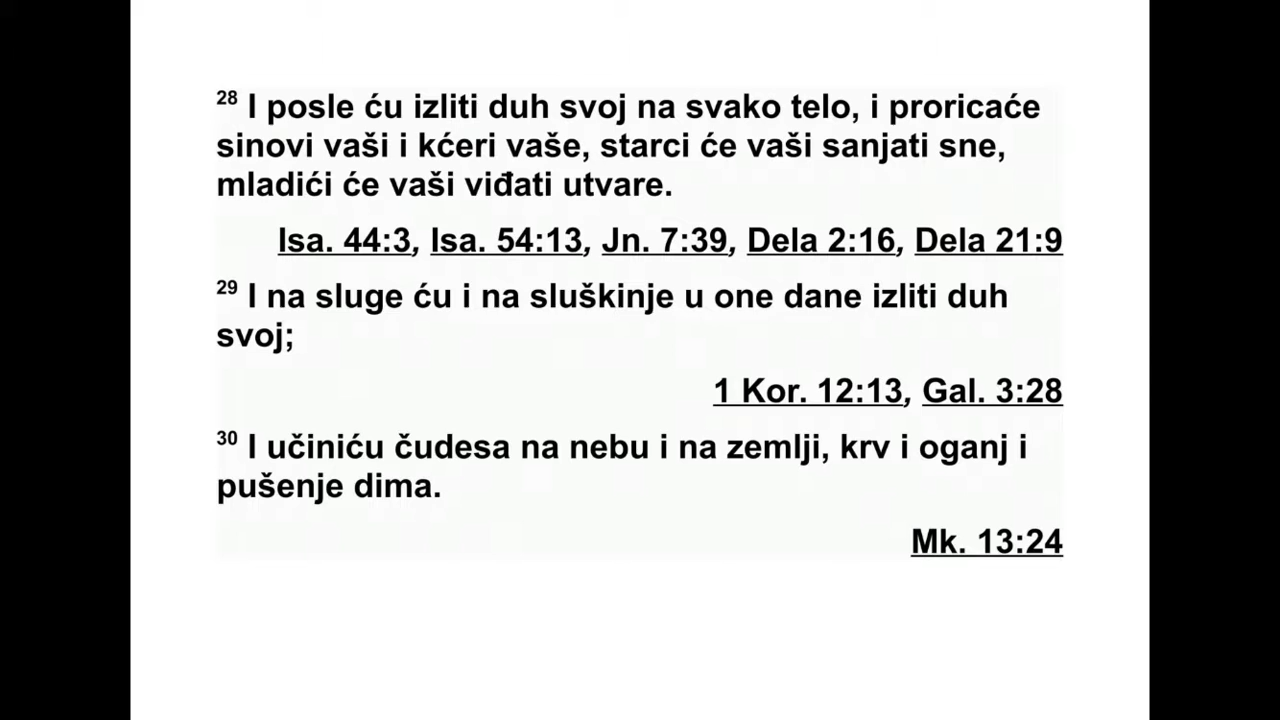 28 I posle ću izliti duh svoj na svako telo, i proricaće
sinovi vaši i kćeri vaše, starci će vaši sanjati sne,
mladići će vaši viđati utvare.
Isa. 44:3, Isa. 54:13, Jn. 7:39, Dela 2:16, Dela 21:9
29 I na sluge ću i na sluškinje u one dane izliti duh
svoj;
1 Kor. 12:13, Gal. 3:28
30 I učiniću čudesa na nebu i na zemlji, krv i oganj i
pušenje dima.
Mk. 13:24